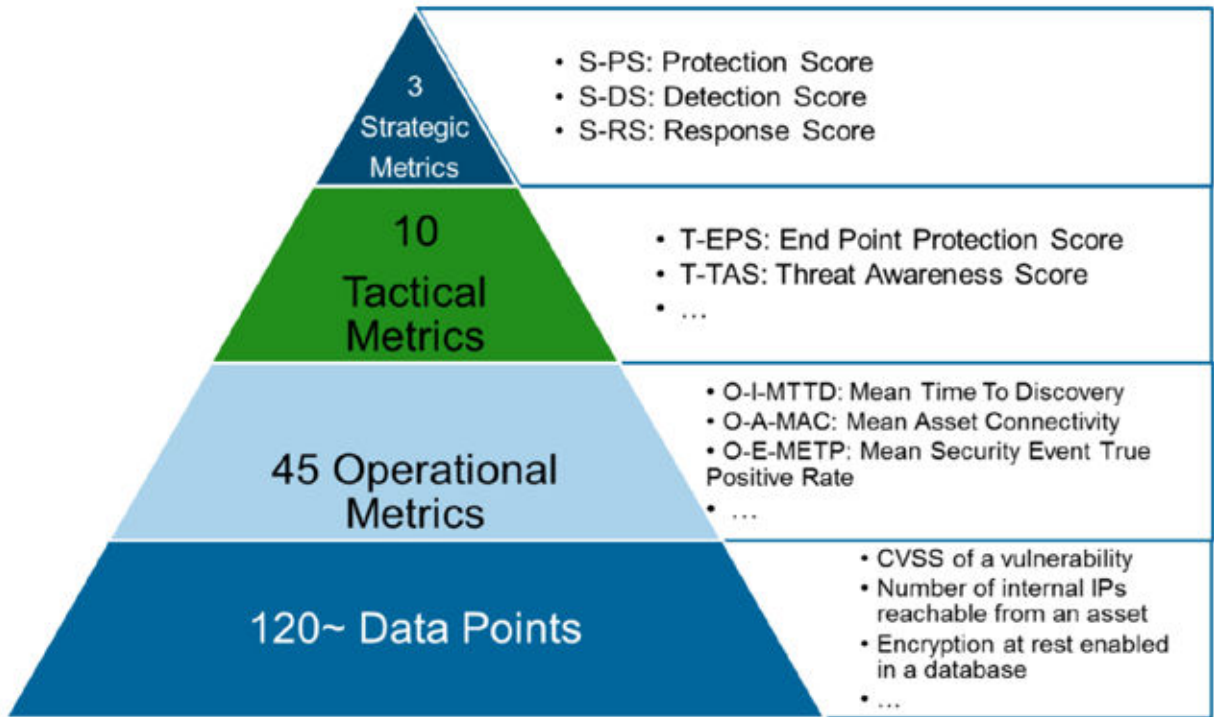 3
Strategic
Metrics
• S-PS: Protection Score
• S-DS: Detection Score
• S-RS: Response Score
10
Tactical
Metrics
• T-EPS: End Point Protection Score
• T-TAS: Threat Awareness Score
• ...
45 Operational
Metrics
• O-I-MTTD: Mean Time To Discovery
• O-A-MAC: Mean Asset Connectivity
• O-E-METP: Mean Security Event True
Positive Rate
• ...
120~ Data Points
• CVSS of a vulnerability
• Number of internal IPs
reachable from an asset
• Encryption at rest enabled
in a database
• ...